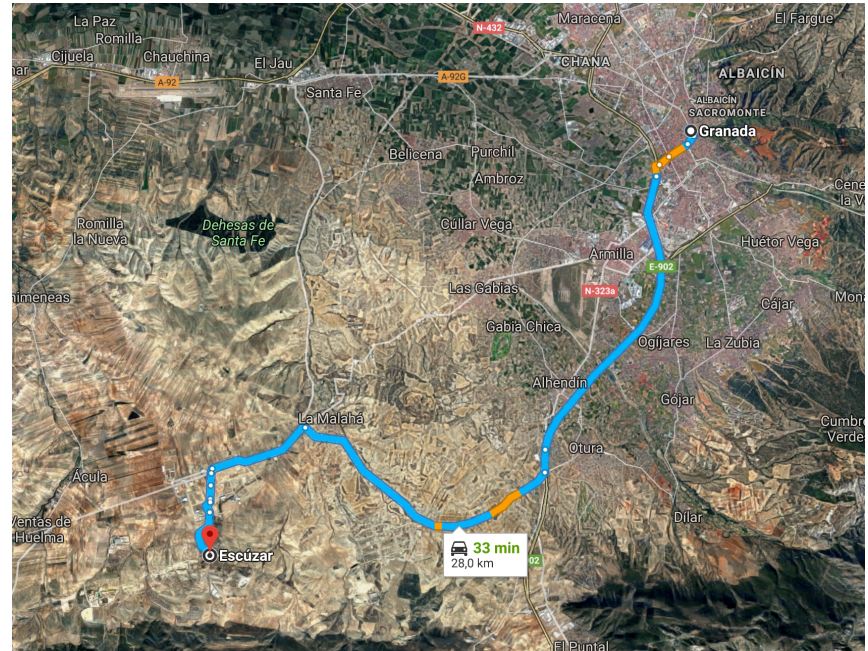 La Paz
Romilla
Cijuela
Chauchina
El Jau
A-92
Santa Fe
A-92G
N-432
Maracena
El Fargue
CHANA
ALBAICÍN
ALBAICÍN
SACROMONTE
Granada
Belicena
Purchil
Ambroz
Cúllar Vega
Romilla
la Nueva
Dehesas de
Santa Fe
Armilla
E-902
Huétor Vega
Las Gabias
N-323a
Cájar
Gabia Chica
Ogíjares
La Zubia
Alhendín
Gójar
La Malahá
Otura
Cumbre
Verde
Ácula
Ventas de
Huelma
Dílar
Escúzar
33 min
28,0 km
02
El Puntal